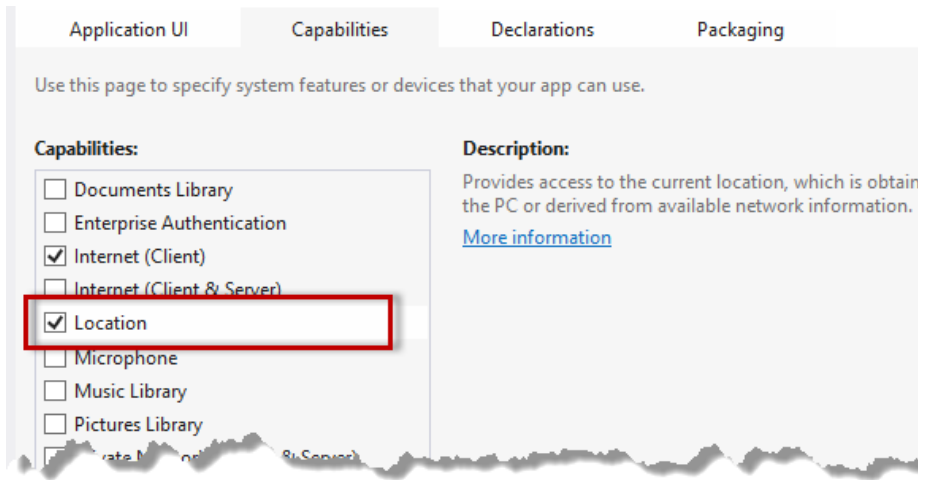 Application UI Capabilities Declarations Packaging
Use this page to specify system features or devices that your app can use.
Capabilities:
Documents Library
Enterprise Authentication
Internet (Client)
Internet (Client & Server)
Location
Microphone
Music Library
Pictures Library
& Server)
Description:
Provides access to the current location, which is obtain
the PC or derived from available network information.
More information